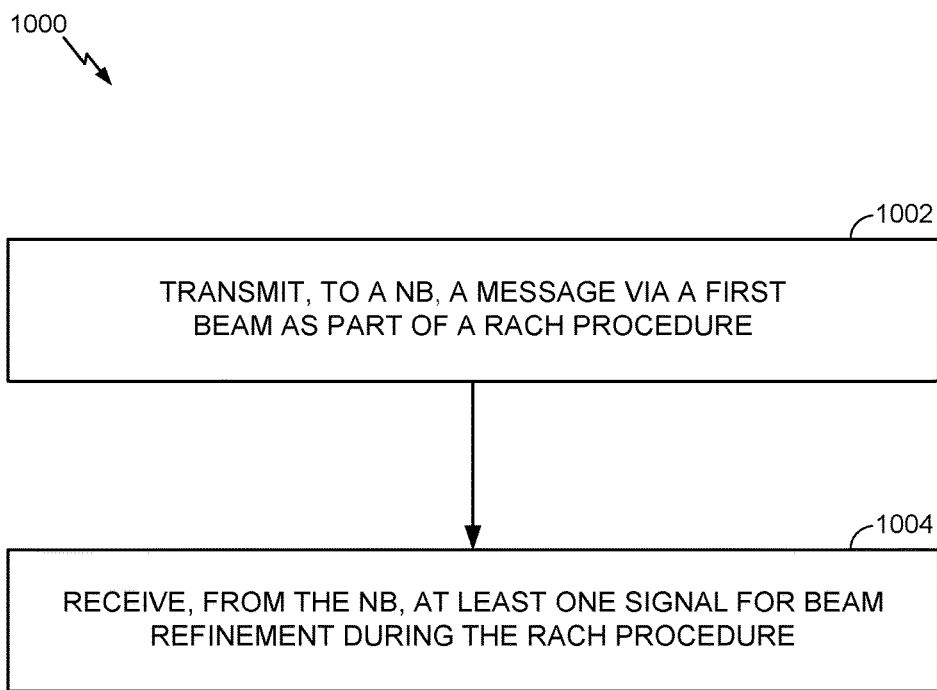 1000
1002
TRANSMIT, TO A NB, A MESSAGE VIA A FIRST
BEAM AS PART OF A RACH PROCEDURE
1004
RECEIVE, FROM THE NB, AT LEAST ONE SIGNAL FOR BEAM
REFINEMENT DURING THE RACH PROCEDURE